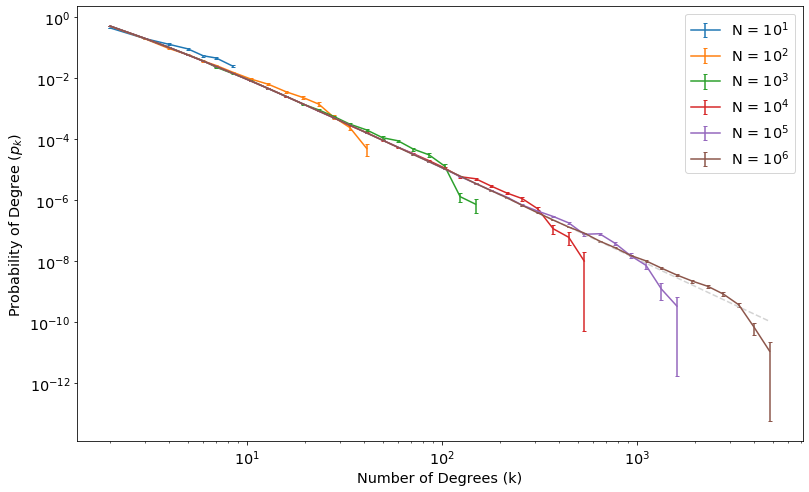 10⁰
10⁻²
10⁻⁴
10⁻⁶
10⁻⁸
10⁻¹⁰
10⁻¹²
Probability of Degree (pₖ)
N = 10¹
N = 10²
N = 10³
N = 10⁴
N = 10⁵
N = 10⁶
10¹
10²
10³
Number of Degrees (k)